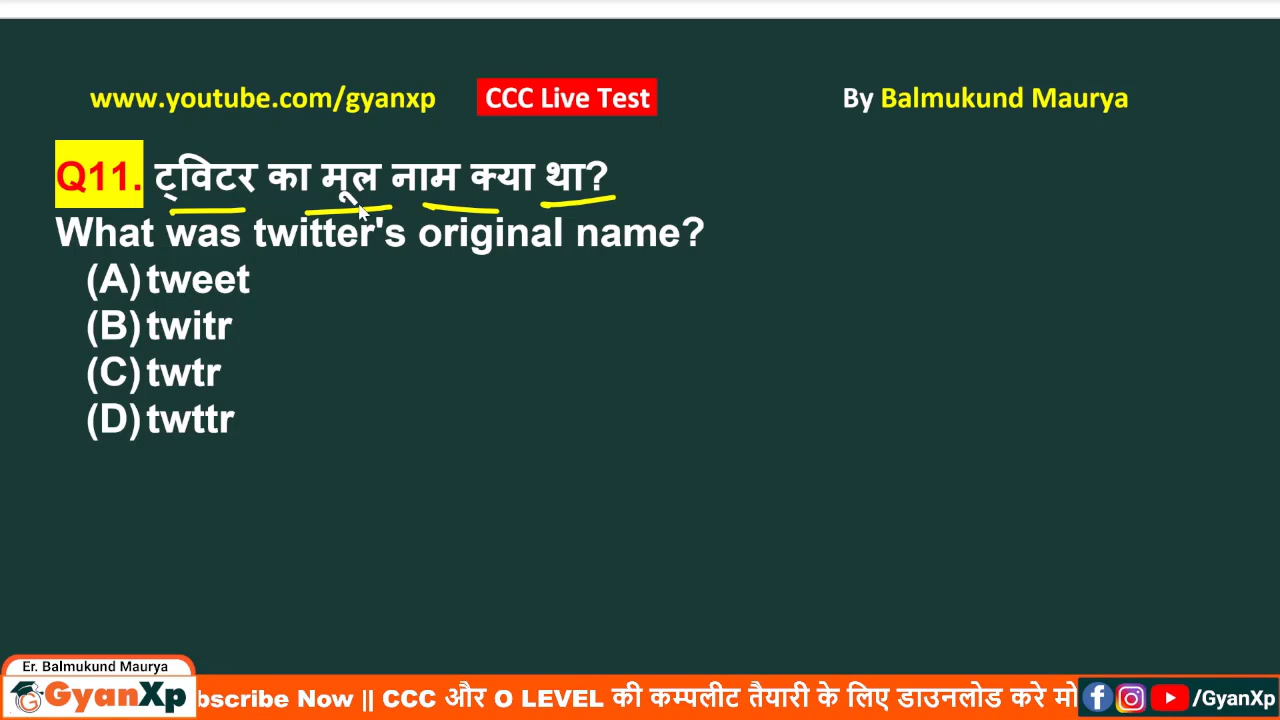 www.youtube.com/gyanxp CCC Live Test By Balmukund Maurya
Q11. ट्विटर का मूल नाम क्या था?
What was twitter's original name?
(A) tweet
(B) twitr
(C) twtr
(D) twttr
Er. Balmukund Maurya
GyanXp bscribe Now || CCC और O LEVEL की कम्पलीट तैयारी के लिए डाउनलोड करे मो /GyanXp